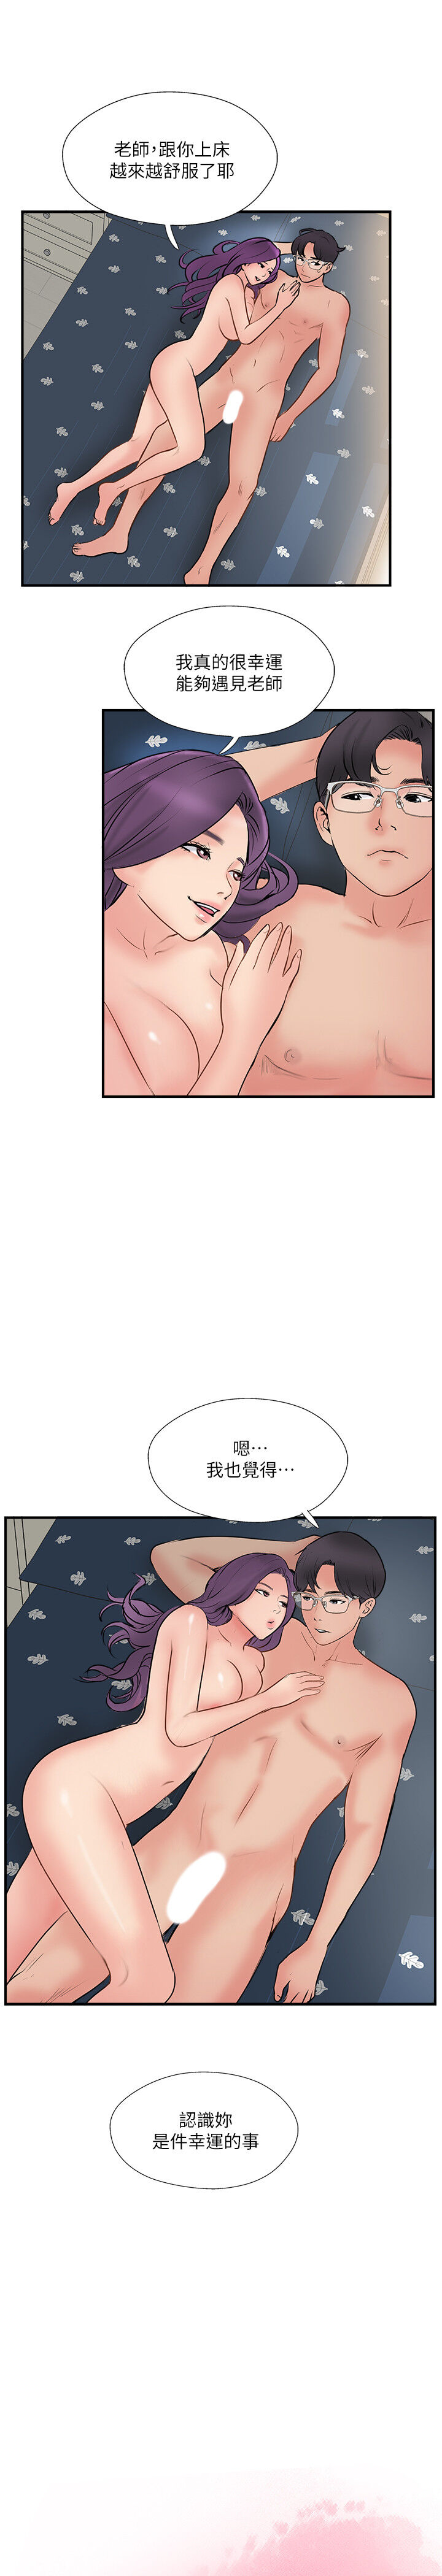 老師,跟你上床
越來越舒服了耶
我真的很幸運
能夠遇見老師
嗯…
我也覺得…
認識妳
是件幸運的事